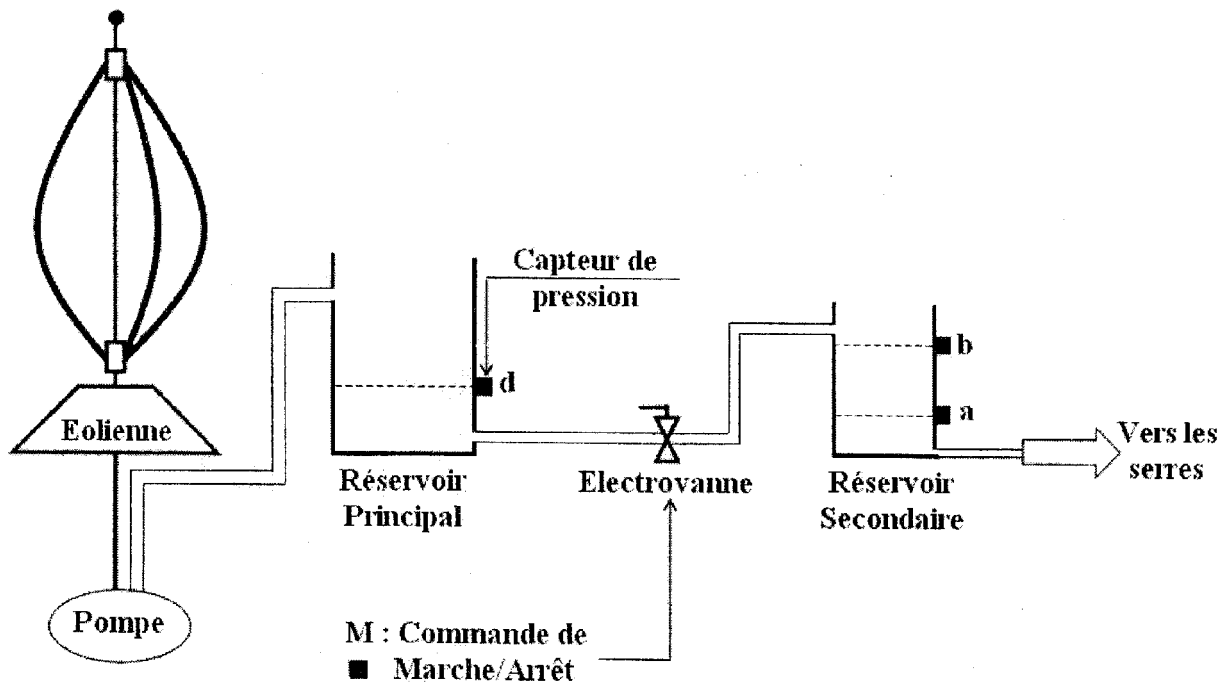 Capteur de
pression
d
b
a
Eolienne
Vers les
serres
Réservoir
Principal
Electrovanne
Réservoir
Secondaire
Pompe
M : Commande de
Marche/Arrêt